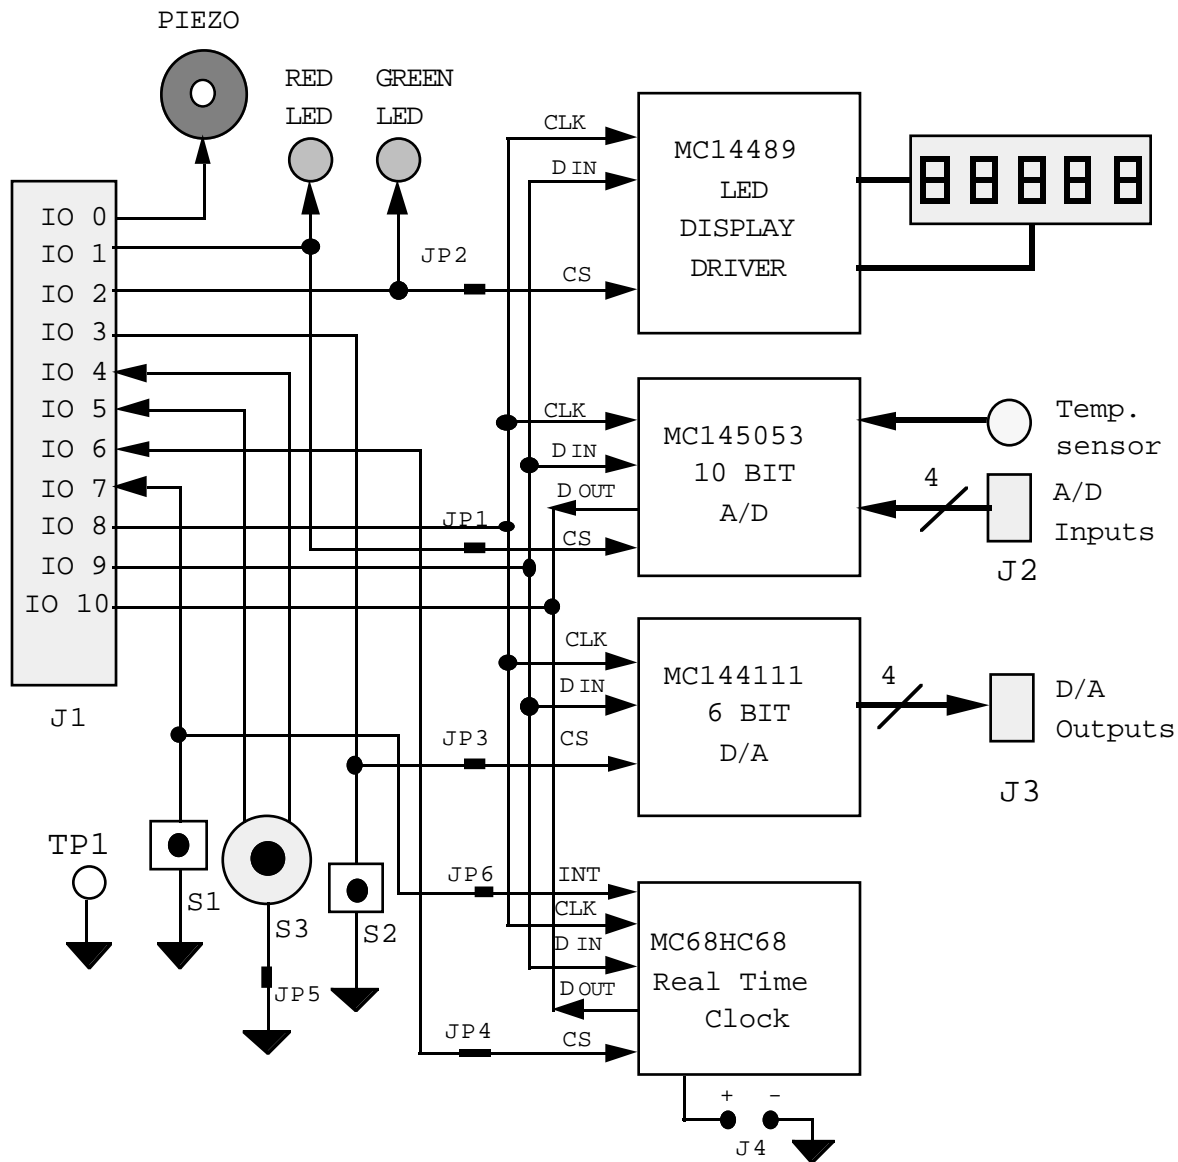 PIEZO
RED
LED
GREEN
LED
IO 0
IO 1
IO 2
IO 3
IO 4
IO 5
IO 6
IO 7
IO 8
IO 9
IO 10
J1
JP2
CLK
D IN
CS
MC14489
LED
DISPLAY
DRIVER
CLK
D IN
D OUT
JP1
CS
MC145053
10 BIT
A/D
Temp.
sensor
4
A/D
Inputs
J2
CLK
D IN
JP3
CS
MC144111
6 BIT
D/A
4
D/A
Outputs
J3
TP1
S1
S3
S2
JP5
JP6
INT
CLK
D IN
D OUT
JP4
CS
MC68HC68
Real Time
Clock
+ -
J4